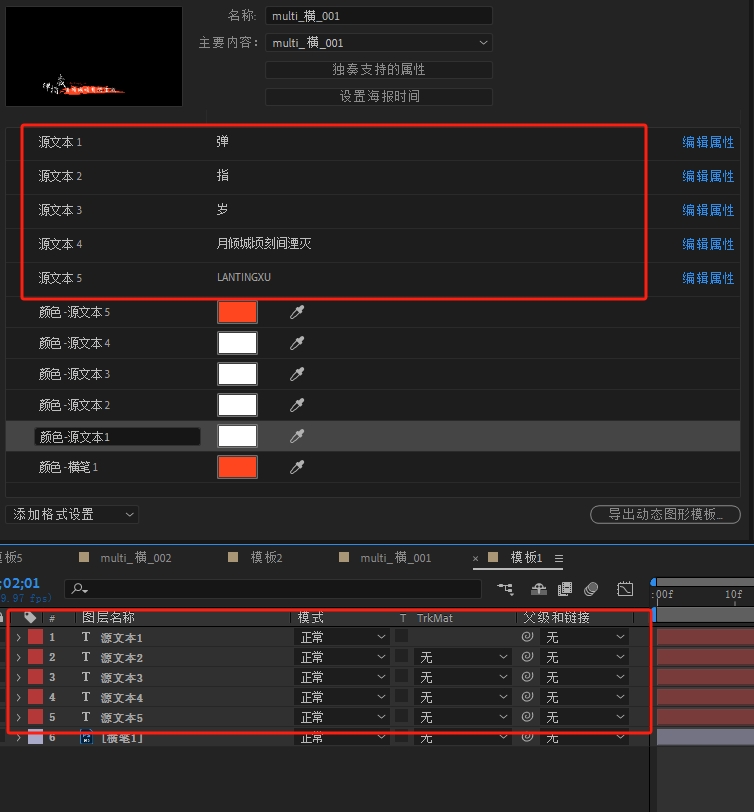 名称: multi_横_001
主要内容: multi_横_001
独奏支持的属性
设置海报时间
源文本 1 弹 编辑属性
源文本 2 指 编辑属性
源文本 3 岁 编辑属性
源文本 4 月倾城顷刻间湮灭 编辑属性
源文本 5 LANTINGXU 编辑属性
颜色-源文本5
颜色-源文本4
颜色-源文本3
颜色-源文本2
颜色-源文本1
颜色-横笔1
添加格式设置 导出动态图形模板...
模板5 multi_横_002 模板2 multi_横_001 × 模板1
;02;01
9.97 fps) :00f 10f
# 图层名称 模式 T TrkMat 父级和链接
1 T 源文本1 正常 无
2 T 源文本2 正常 无 无
3 T 源文本3 正常 无 无
4 T 源文本4 正常 无 无
5 T 源文本5 正常 无 无
6 [横笔1] 正常 无 无